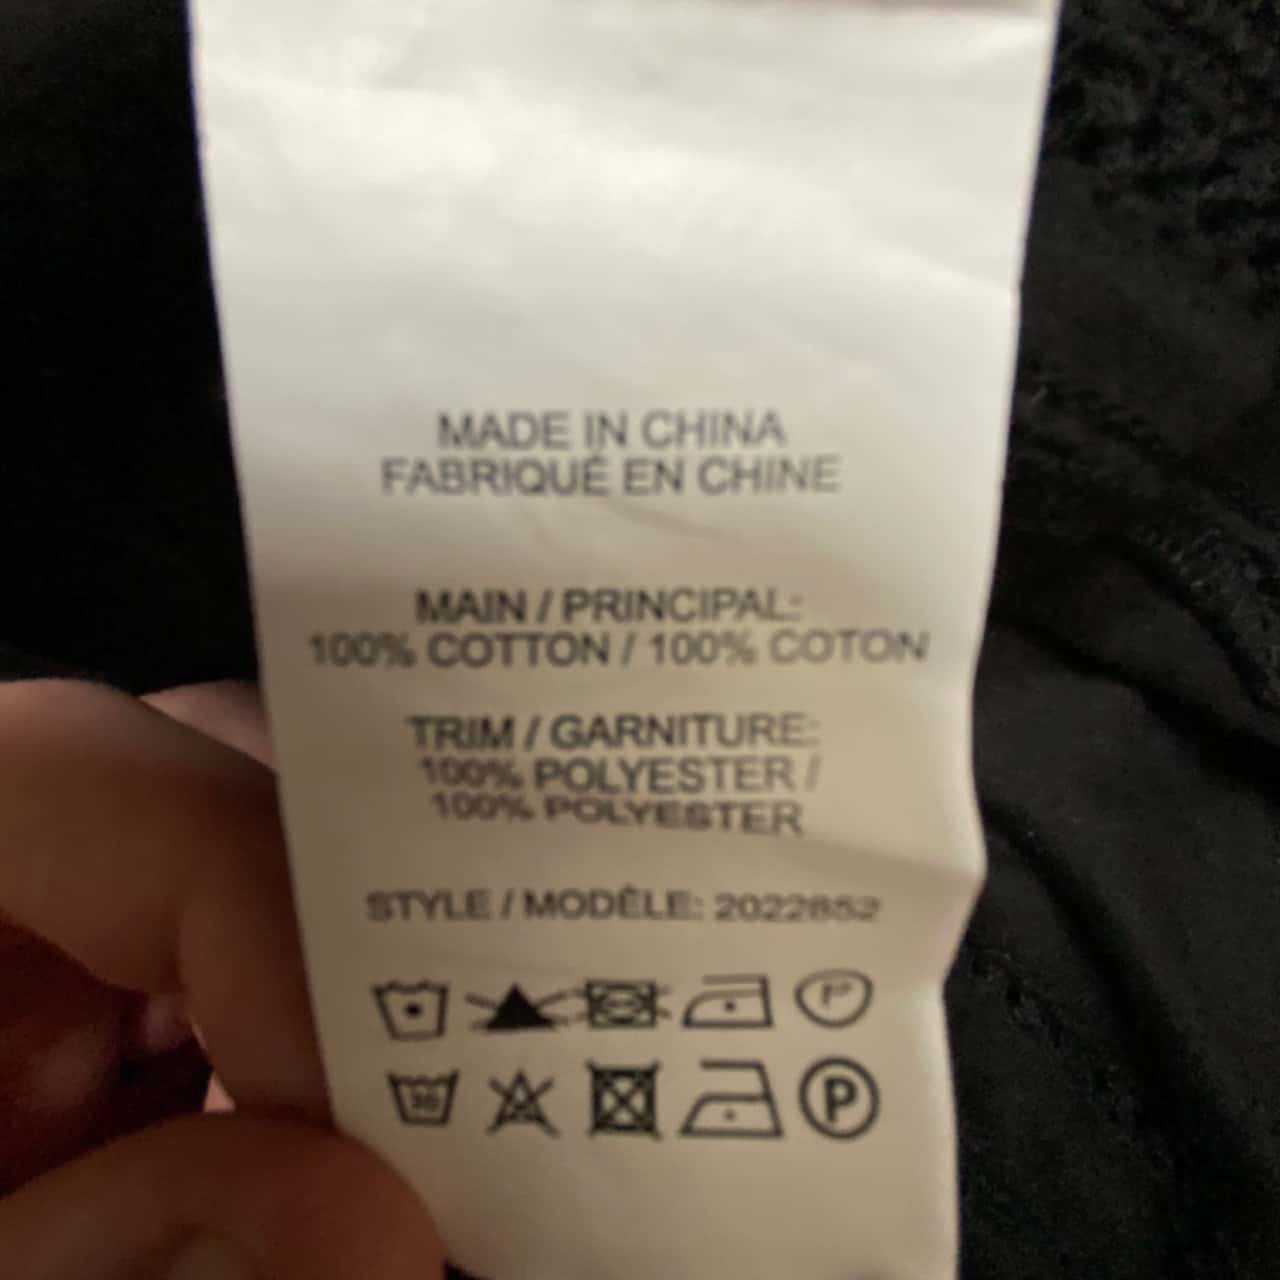 MADE IN CHINA
FABRIQUÉ EN CHINE
MAIN / PRINCIPAL:
100% COTTON / 100% COTON
TRIM / GARNITURE:
100% POLYESTER /
100% POLYESTER
STYLE / MODÈLE: 2022852
P
30
P